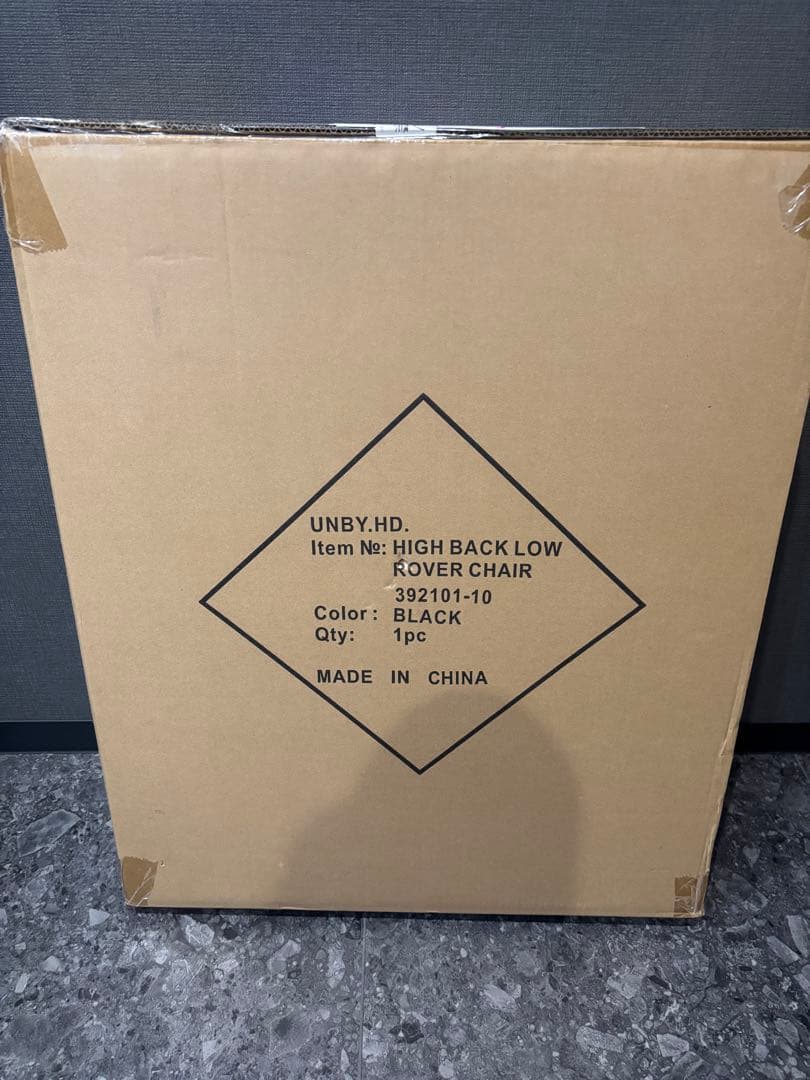 UNBY.HD.
Item №: HIGH BACK LOW
ROVER CHAIR
392101-10
Color : BLACK
Qty: 1pc
MADE IN CHINA